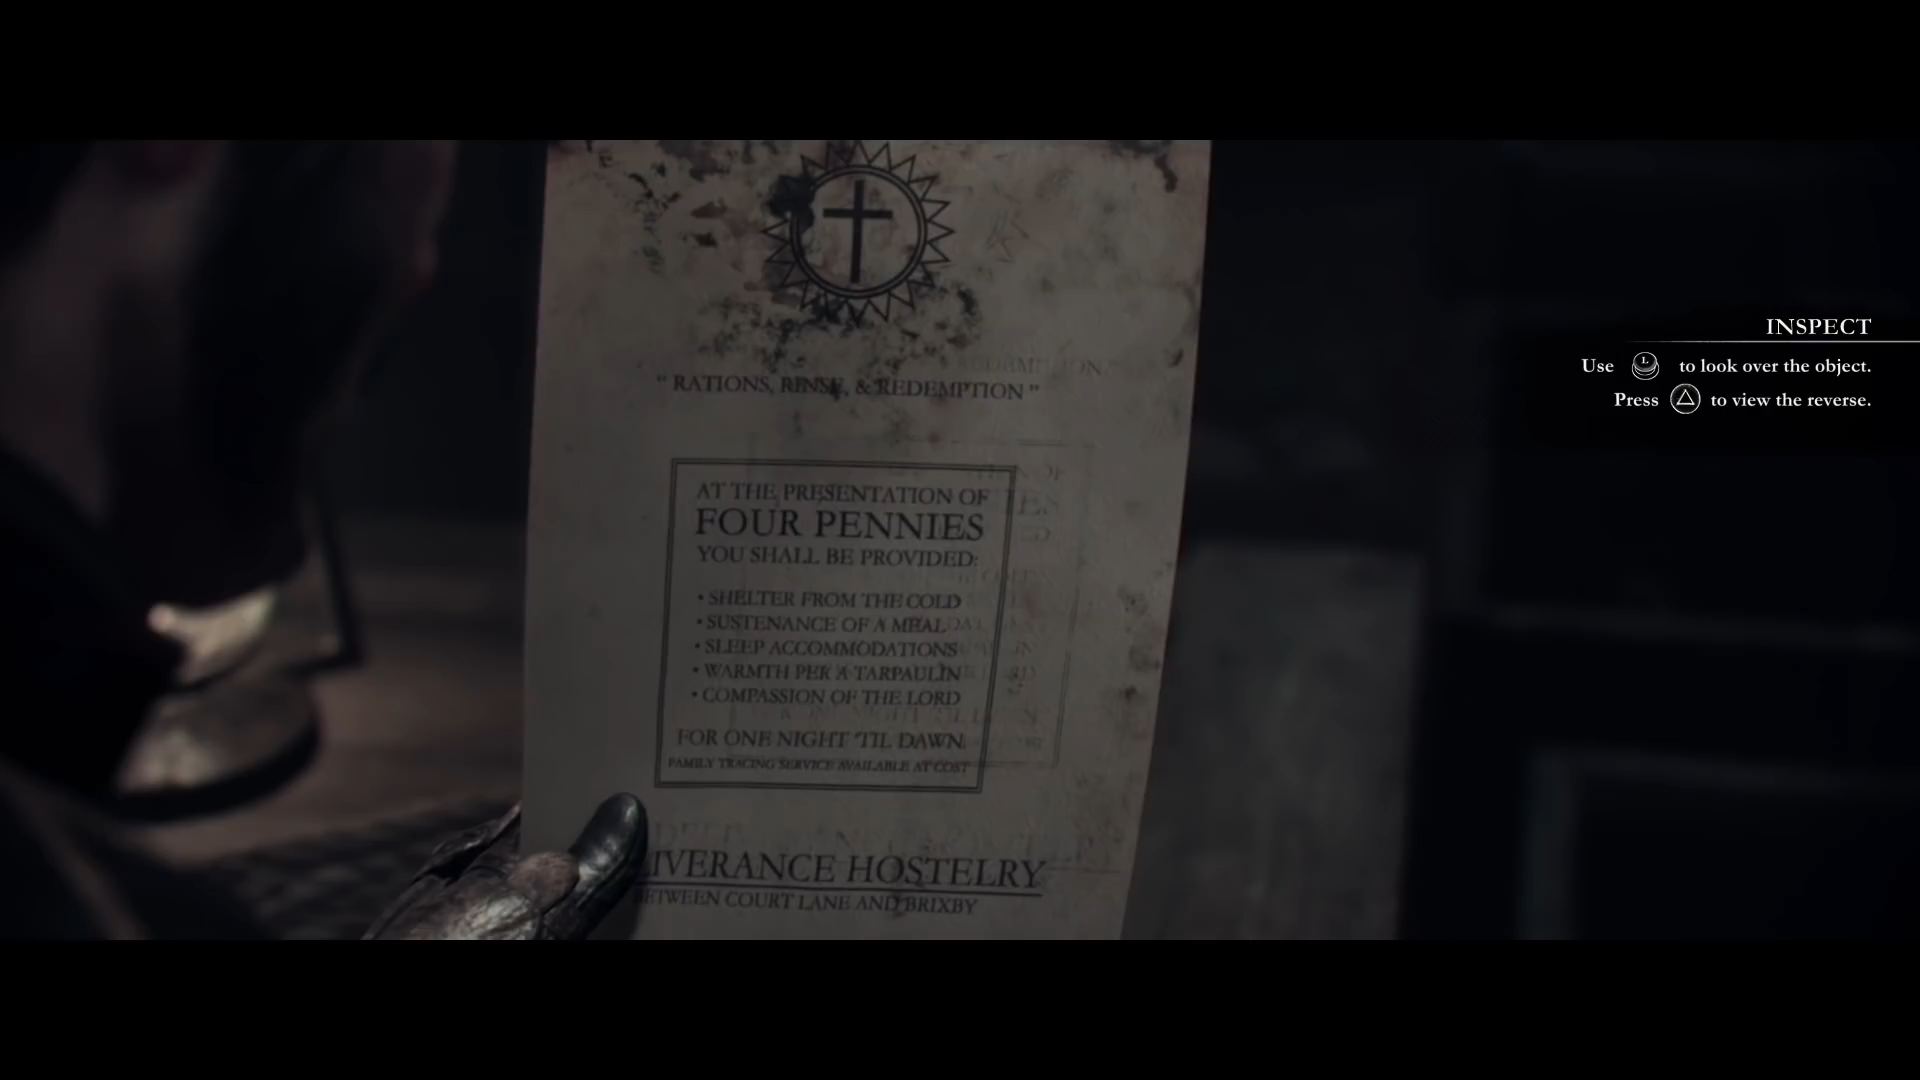 " RATIONS, RINSE, & REDEMPTION "
AT THE PRESENTATION OF
FOUR PENNIES
YOU SHALL BE PROVIDED:
• SHELTER FROM THE COLD
• SUSTENANCE OF A MEAL
• SLEEP ACCOMMODATIONS
• WARMTH PER A TARPAULIN
• COMPASSION OF THE LORD
FOR ONE NIGHT 'TIL DAWN
FAMILY TRACING SERVICE AVAILABLE AT COST
LIVERANCE HOSTELRY
BETWEEN COURT LANE AND BRIXBY
INSPECT
Use L to look over the object.
Press to view the reverse.